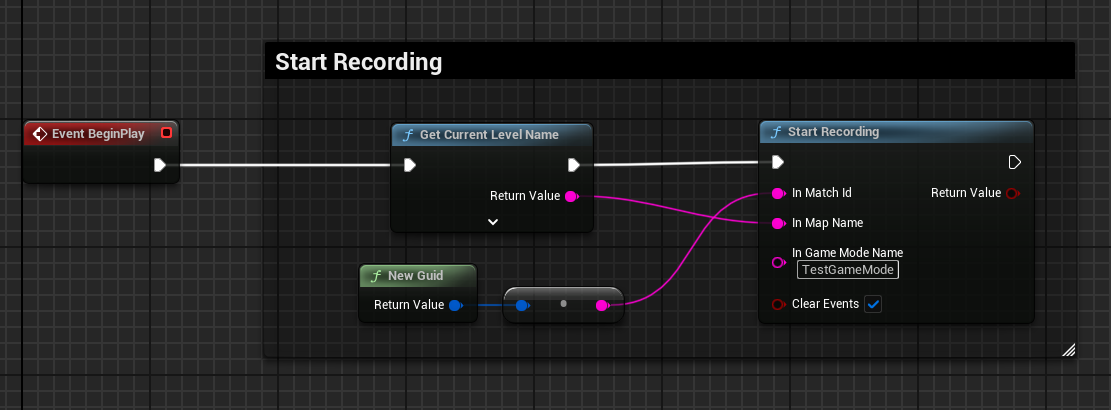 Start Recording
Event BeginPlay
f Get Current Level Name
Return Value
f New Guid
Return Value
f Start Recording
In Match Id
Return Value
In Map Name
In Game Mode Name
TestGameMode
Clear Events